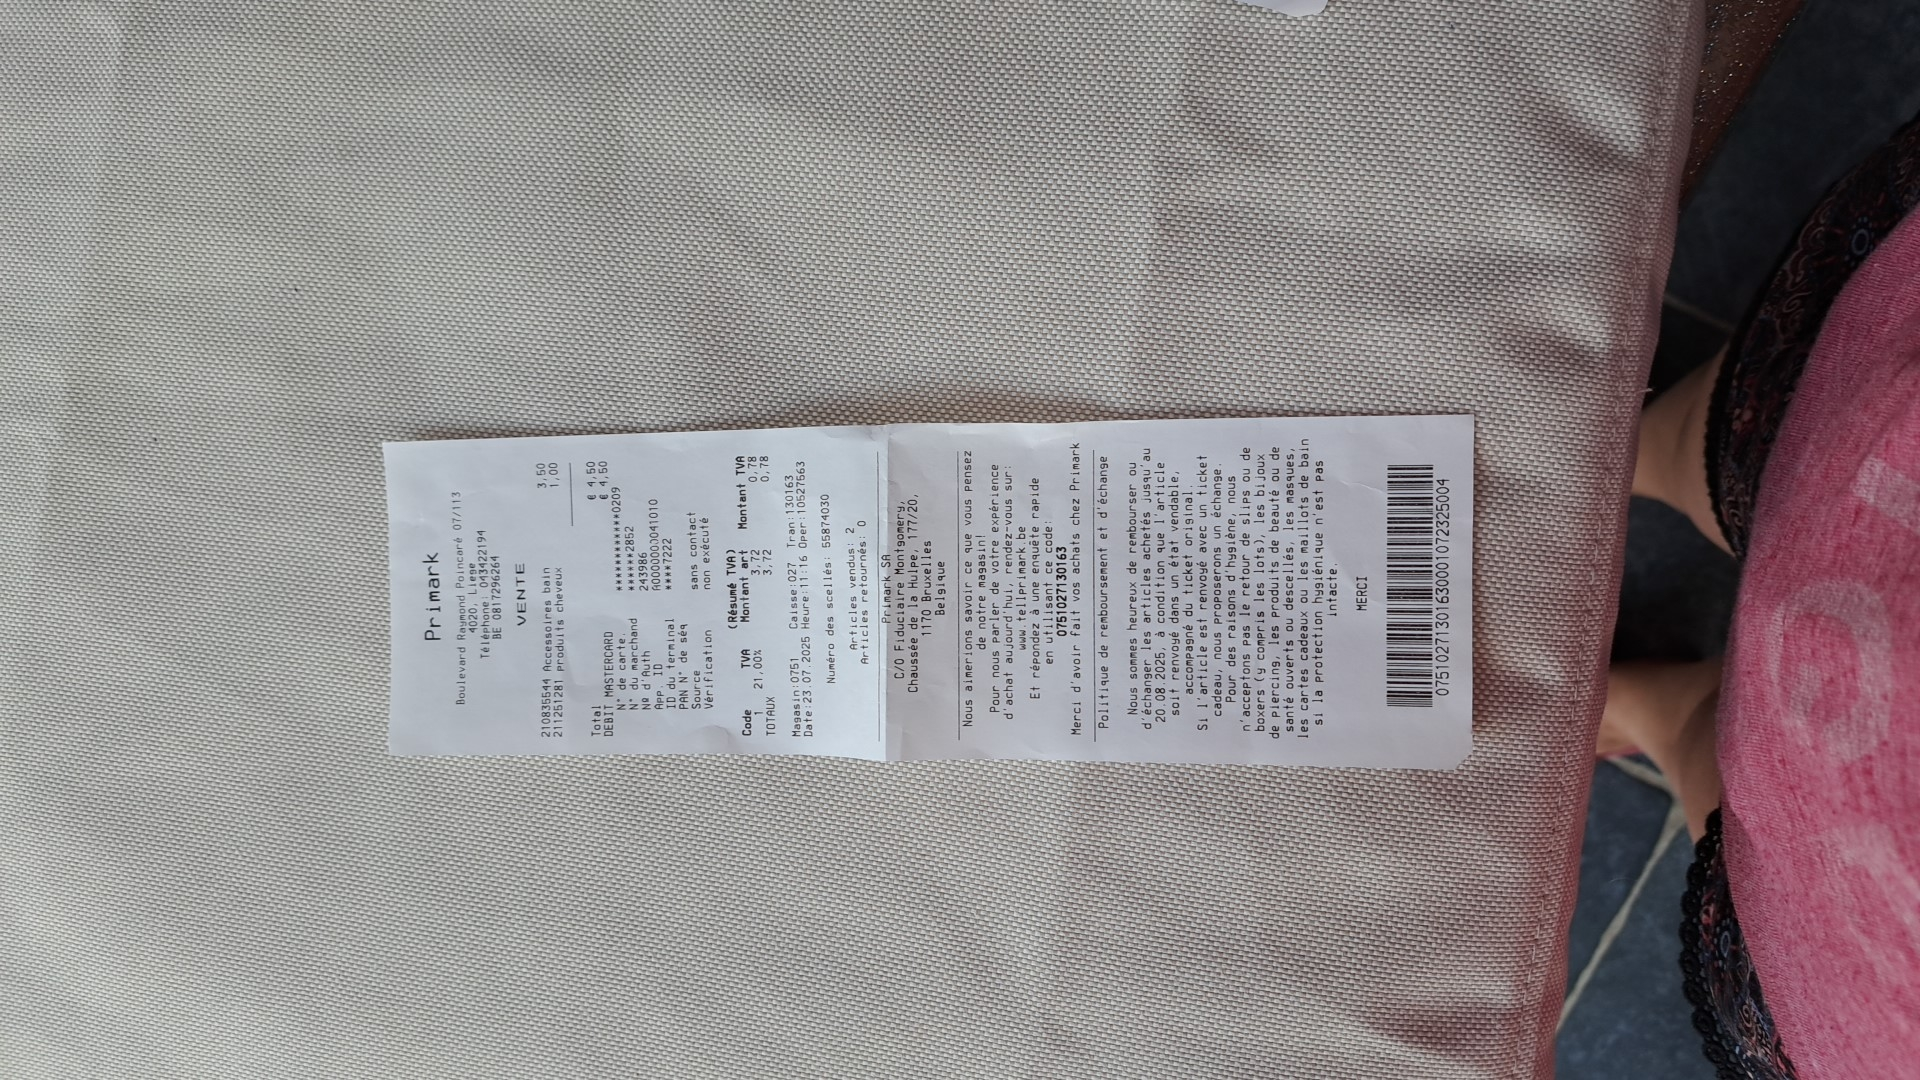 Primark
Boulevard Raymond Poincaré 07/113
4020, Liege
Téléphone: 043422194
BE 0817296264
VENTE
210835544 Accessoires bain 3,50
211251281 Produits cheveux 1,00
Total € 4,50
DEBIT MASTERCARD € 4,50
N° de carte. ************0209
N° du marchand ******2852
Nº d'Auth 243986
App. ID A0000000041010
ID du terminal ****7222
PAN N° de séq
Source sans contact
Vérification non exécuté
(Résumé TVA)
Code TVA Montant art Montant TVA
1 21,00% 3,72 0,78
TOTAUX 3,72 0,78
Magasin:0751 Caisse:027 Tran:130163
Date:23.07.2025 Heure:11:16 Oper:10527663
Numéro des scellés: 55874030
Articles vendus: 2
Articles retournés: 0
Primark SA
C/O Fiduciaire Montgomery,
Chaussée de la Hulpe, 177/20,
1170 Bruxelles
Belgique
Nous aimerions savoir ce que vous pensez
de notre magasin!
Pour nous parler de votre expérience
d'achat aujourd'hui, rendez-vous sur:
www.tellprimark.be
Et répondez à une enquête rapide
en utilisant ce code:
075102713016З
Merci d'avoir fait vos achats chez Primark
Politique de remboursement et d'échange
Nous sommes heureux de rembourser ou
d'échanger les articles achetés jusqu'au
20.08.2025, à condition que l'article
soit renvoyé dans un état vendable,
accompagné du ticket original.
Si l'article est renvoyé avec un ticket
cadeau, nous proposerons un échange.
Pour des raisons d'hygiène, nous
n'acceptons pas le retour de slips ou de
boxers (y compris les lots), les bijoux
de piercing, les produits de beauté ou de
santé ouverts ou descellés, les masques,
les cartes cadeaux ou les maillots de bain
si la protection hygiénique n'est pas
intacte.
MERCI
07510271301630001072325004